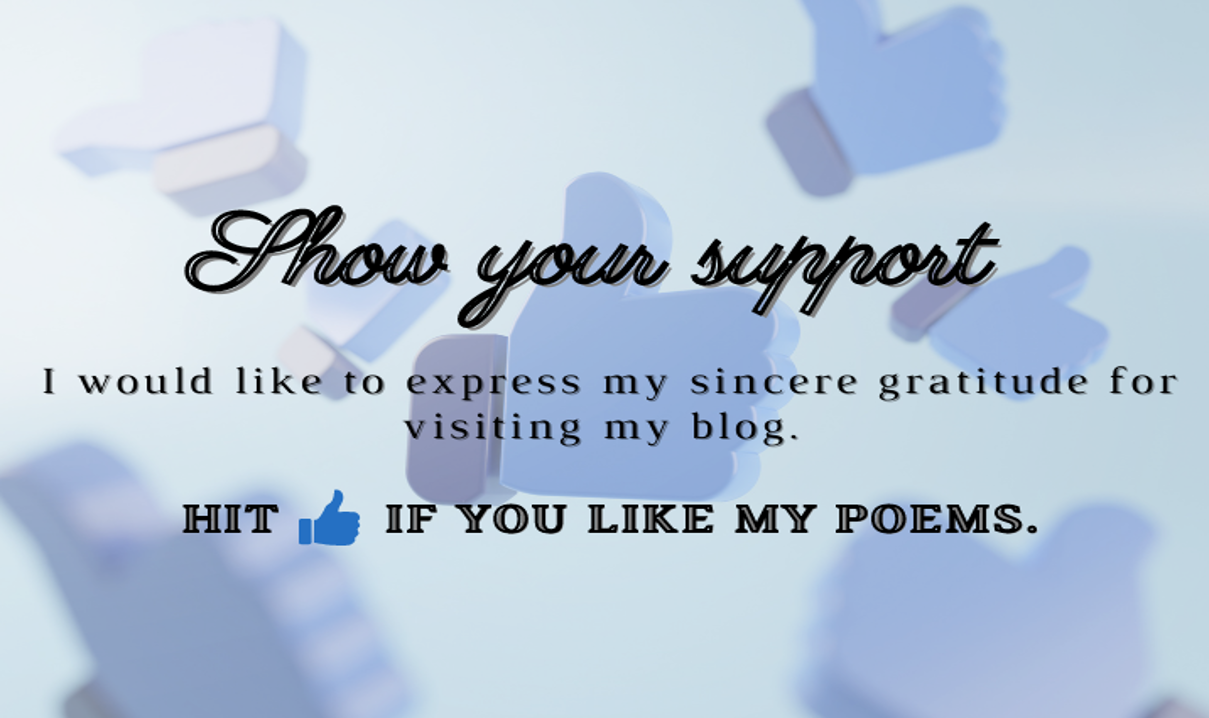 Show your support
I would like to express my sincere gratitude for
visiting my blog.
HIT 👍 IF YOU LIKE MY POEMS.